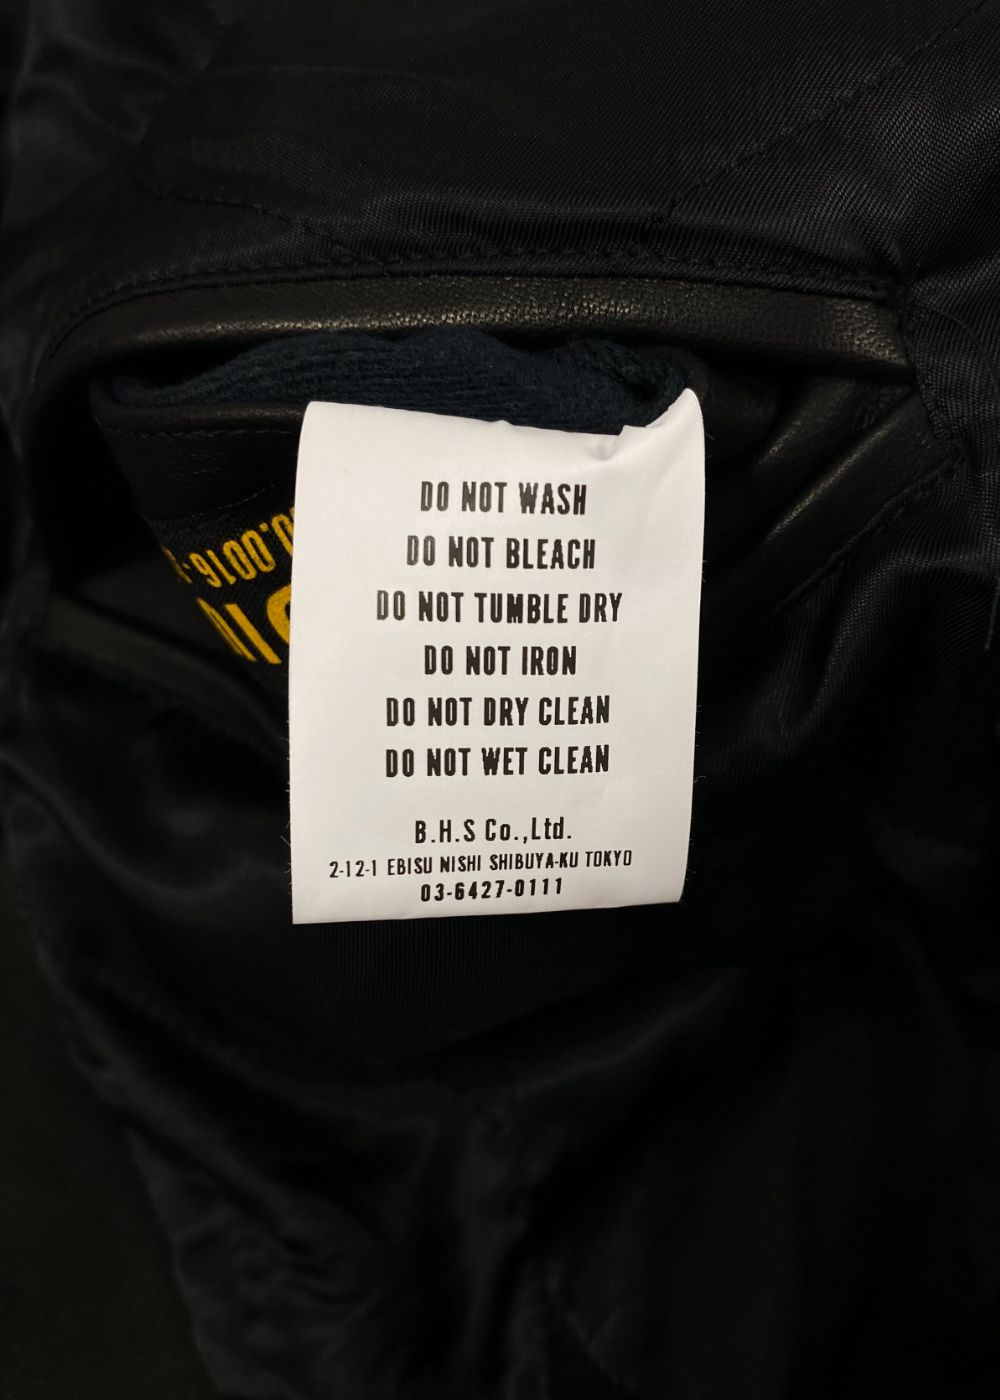 DO NOT WASH
DO NOT BLEACH
DO NOT TUMBLE DRY
DO NOT IRON
DO NOT DRY CLEAN
DO NOT WET CLEAN
B.H.S Co.,Ltd.
2-12-1 EBISU NISHI SHIBUYA-KU TOKYO
03-6427-0111